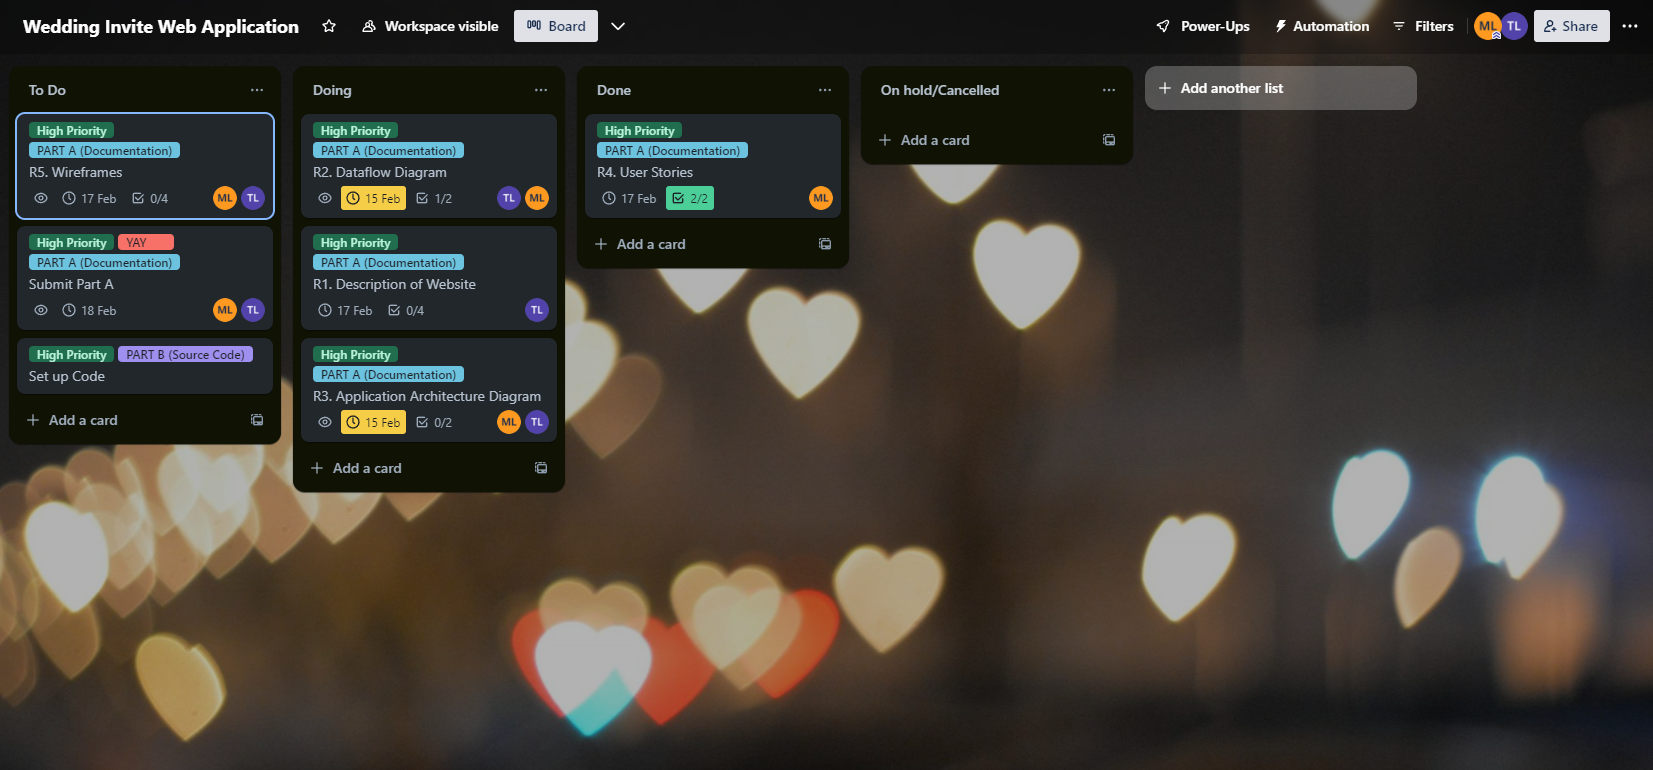 Wedding Invite Web Application
Workspace visible
Board
Power-Ups
Automation
Filters
ML
TL
Share
To Do
High Priority
PART A (Documentation)
R5. Wireframes
17 Feb 0/4 ML TL
High Priority YAY
PART A (Documentation)
Submit Part A
18 Feb ML TL
High Priority PART B (Source Code)
Set up Code
+ Add a card
Doing
High Priority
PART A (Documentation)
R2. Dataflow Diagram
15 Feb 1/2 TL ML
High Priority
PART A (Documentation)
R1. Description of Website
17 Feb 0/4 TL
High Priority
PART A (Documentation)
R3. Application Architecture Diagram
15 Feb 0/2 ML TL
+ Add a card
Done
High Priority
PART A (Documentation)
R4. User Stories
17 Feb 2/2 ML
+ Add a card
On hold/Cancelled
+ Add a card
+ Add another list